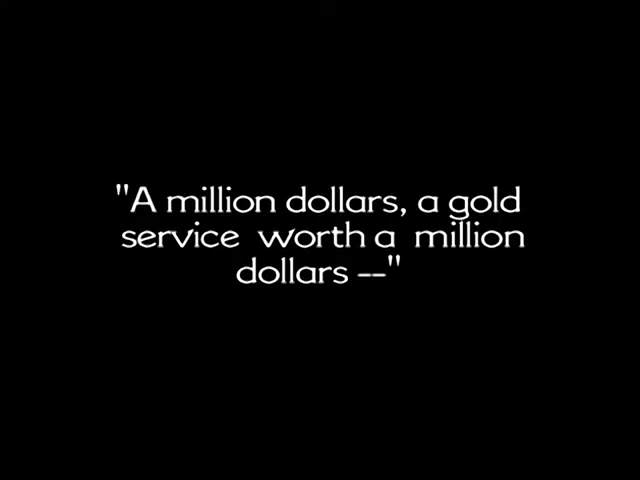 "A million dollars, a gold
service worth a million
dollars --"